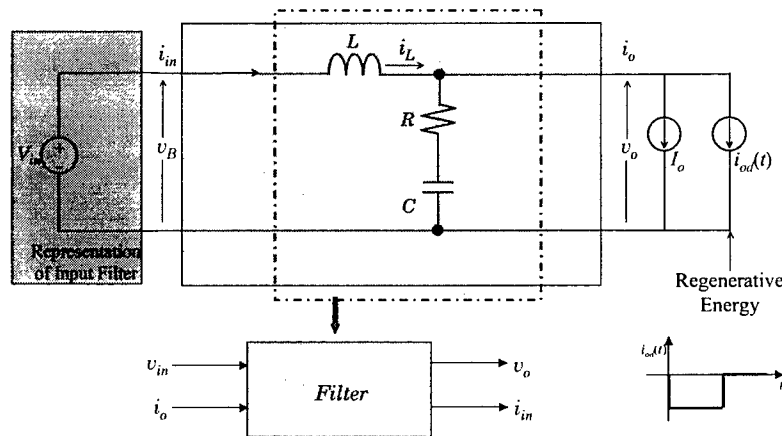 L
i_in
i_L
i_o
R
V_in
+
−
v_B
C
v_o
I_o
i_od(t)
Representation
of Input Filter
Regenerative
Energy
v_in
v_o
Filter
i_o
i_in
i_od(t)
t